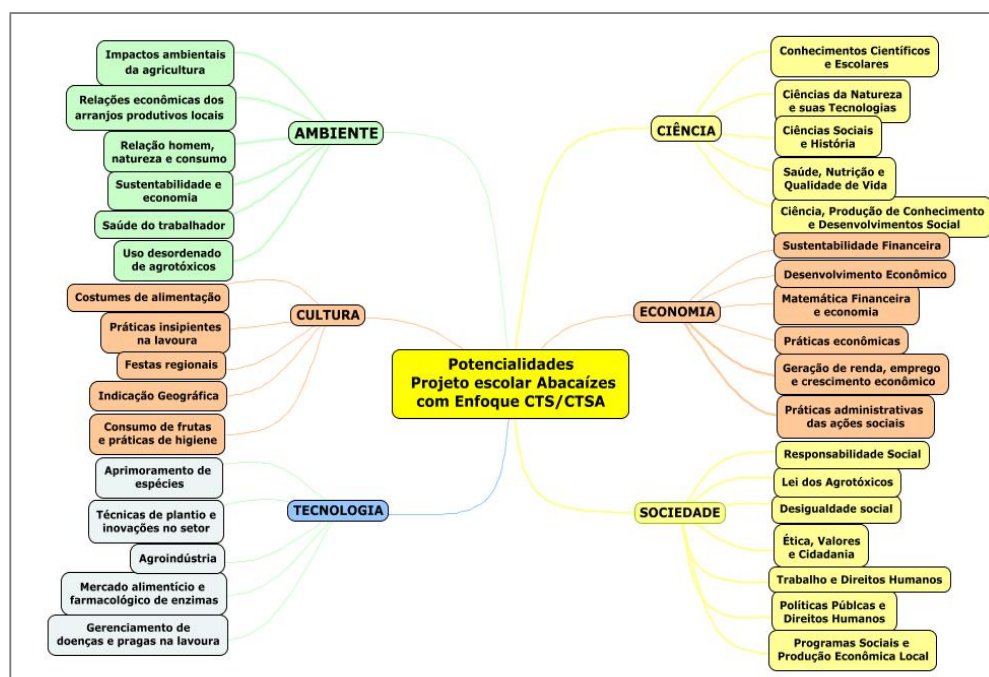 Impactos ambientais
da agricultura
Relações econômicas dos
arranjos produtivos locais
Relação homem,
natureza e consumo
Sustentabilidade e
economia
Saúde do trabalhador
Uso desordenado
de agrotóxicos
AMBIENTE
Costumes de alimentação
Práticas insipientes
na lavoura
Festas regionais
Indicação Geográfica
Consumo de frutas
e práticas de higiene
CULTURA
Aprimoramento de
espécies
Técnicas de plantio e
inovações no setor
Agroindústria
Mercado alimentício e
farmacológico de enzimas
Gerenciamento de
doenças e pragas na lavoura
TECNOLOGIA
Potencialidades
Projeto escolar Abacaízes
com Enfoque CTS/CTSA
CIÊNCIA
Conhecimentos Científicos
e Escolares
Ciências da Natureza
e suas Tecnologias
Ciências Sociais
e História
Saúde, Nutrição e
Qualidade de Vida
Ciência, Produção de Conhecimento
e Desenvolvimentos Social
ECONOMIA
Sustentabilidade Financeira
Desenvolvimento Econômico
Matemática Financeira
e economia
Práticas econômicas
Geração de renda, emprego
e crescimento econômico
Práticas administrativas
das ações sociais
SOCIEDADE
Responsabilidade Social
Lei dos Agrotóxicos
Desigualdade social
Ética, Valores
e Cidadania
Trabalho e Direitos Humanos
Políticas Públcas e
Direitos Humanos
Programas Sociais e
Produção Econômica Local